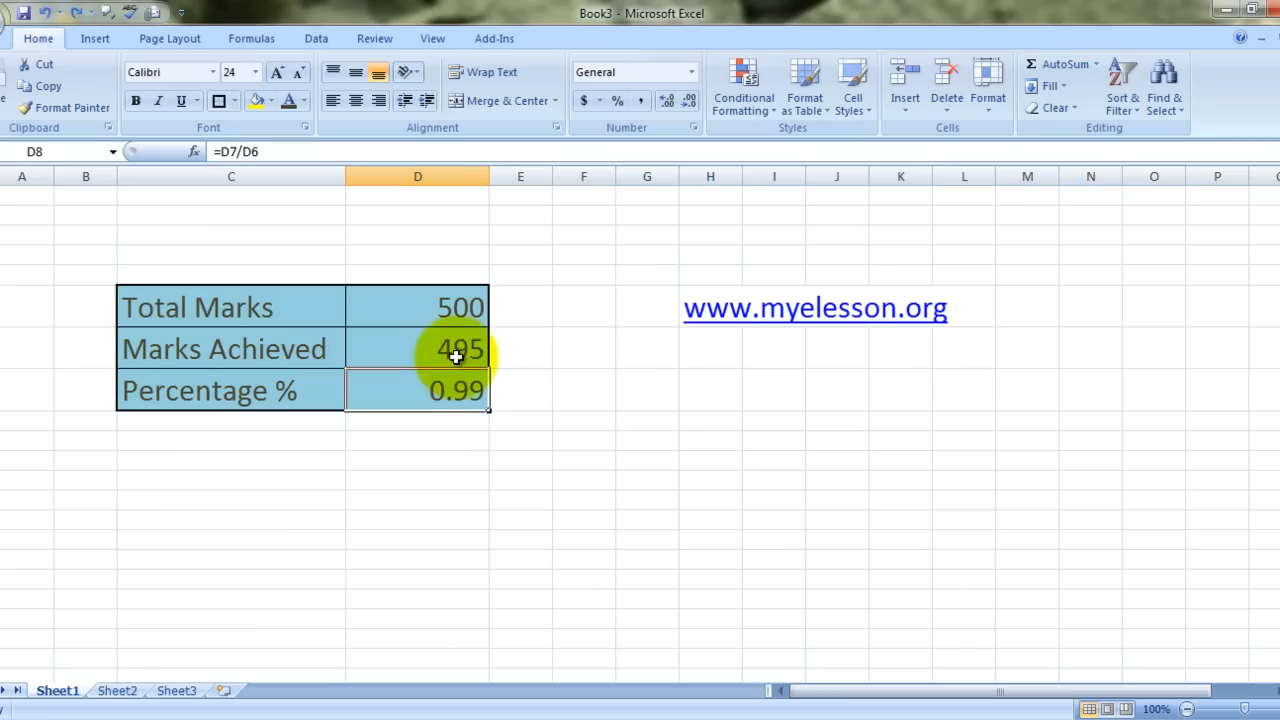 Book3 - Microsoft Excel
Home Insert Page Layout Formulas Data Review View Add-Ins
Cut
Copy
Format Painter
Clipboard
Calibri 24 A A
B I U A
Font
Wrap Text
Merge & Center
Alignment
General
$ % , .00 .00
Number
Conditional Formatting
Format as Table
Cell Styles
Styles
Insert Delete Format
Cells
Σ AutoSum
Fill
Clear
Sort & Filter
Find & Select
Editing
D8 fx =D7/D6
A B C D E F G H I J K L M N O P
Total Marks 500 www.myelesson.org
Marks Achieved 495
Percentage % 0.99
Sheet1 Sheet2 Sheet3
100%